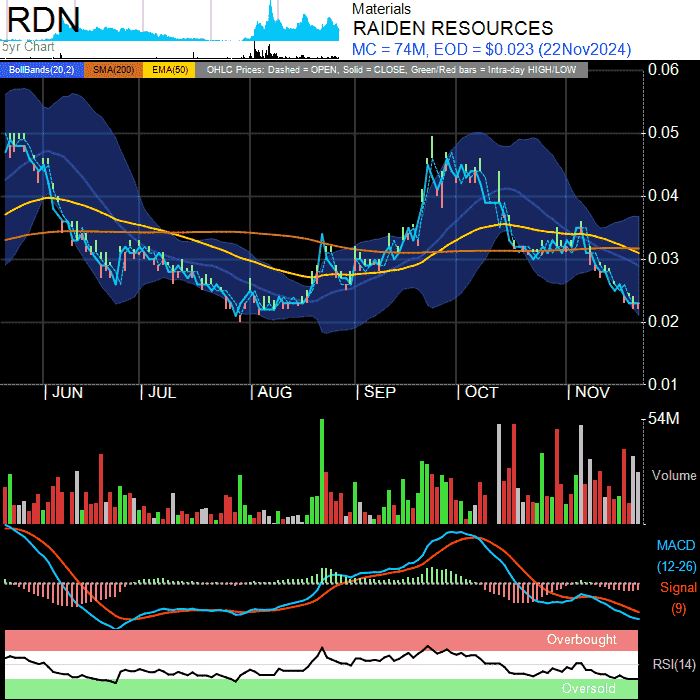 RDN
5yr Chart
Materials
RAIDEN RESOURCES
MC = 74M, EOD = $0.023 (22Nov2024)
BollBands(20,2) SMA(200) EMA(50) OHLC Prices: Dashed = OPEN, Solid = CLOSE, Green/Red bars = Intra-day HIGH/LOW
0.06
0.05
0.04
0.03
0.02
0.01
JUN JUL AUG SEP OCT NOV
54M
Volume
MACD
(12-26)
Signal
(9)
Overbought
RSI(14)
Oversold